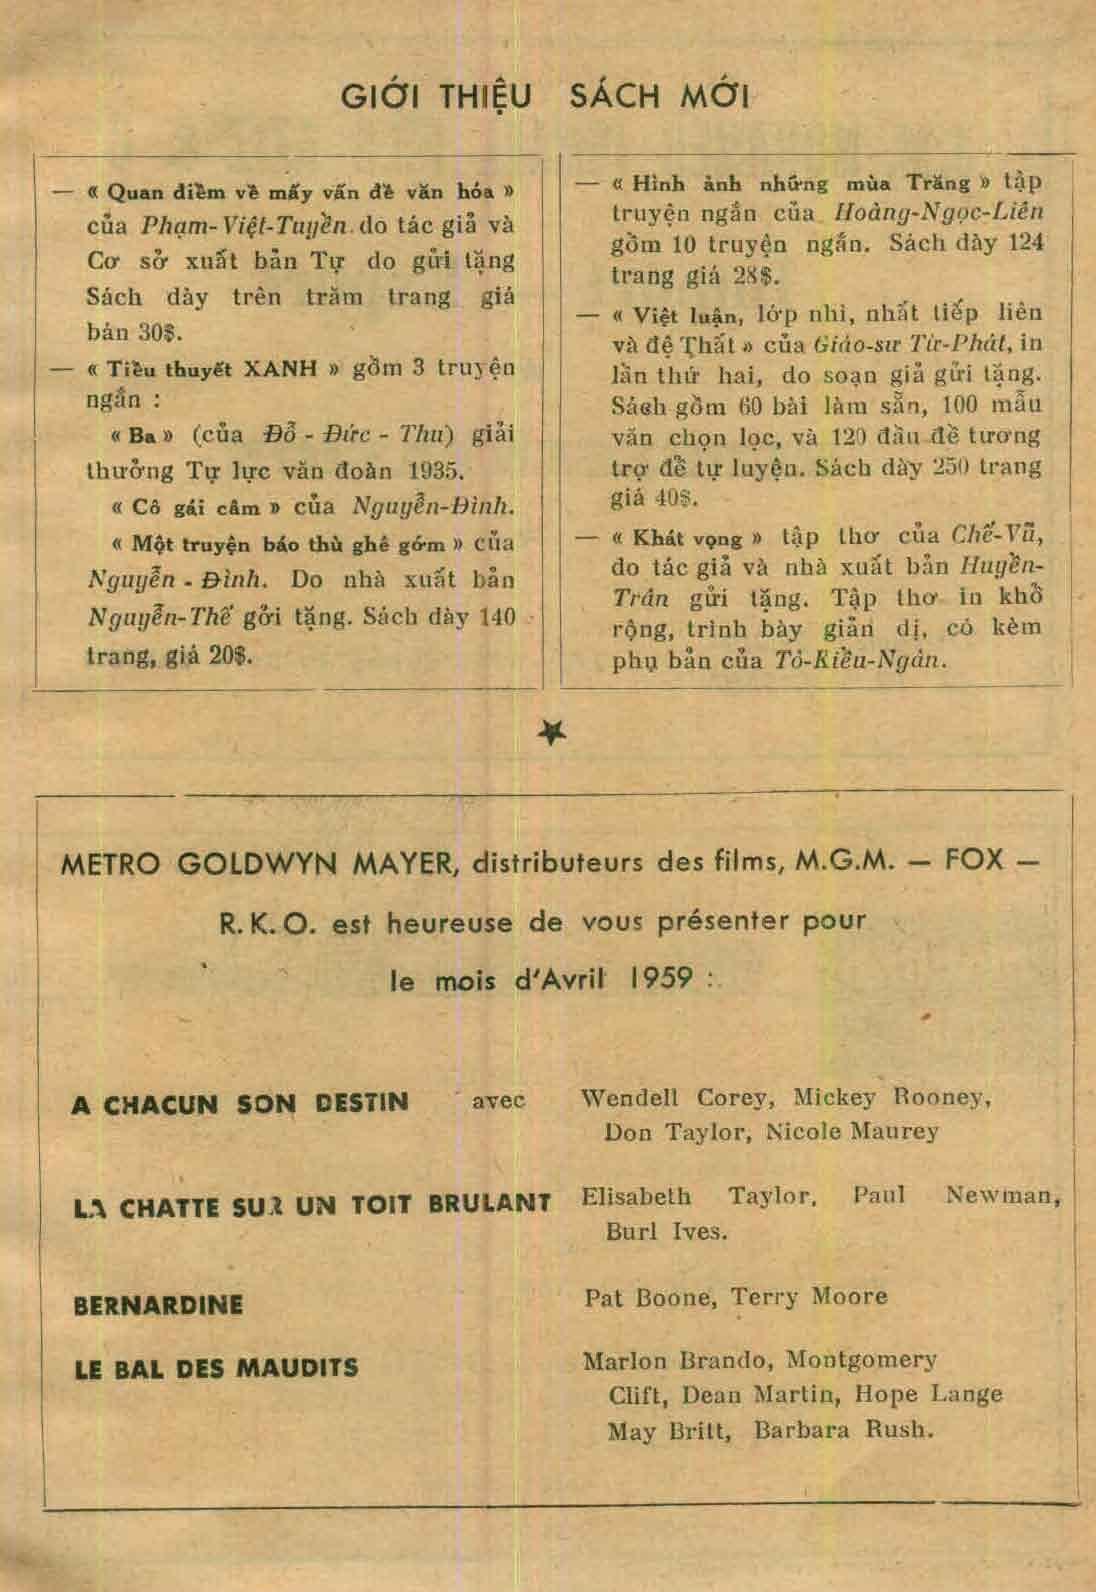 GIỚI THIỆU SÁCH MỚI
— « Quan điểm về mấy vấn đề văn hóa »
của Phạm-Việt-Tuyền do tác giả và
Cơ sở xuất bản Tự do gửi tặng
Sách dày trên trăm trang giá
bán 30$.
— « Tiểu thuyết XANH » gồm 3 truyện
ngắn :
« Ba » (của Đỗ - Đức - Thu) giải
thưởng Tự lực văn đoàn 1935.
« Cô gái câm » của Nguyễn-Đình.
« Một truyện báo thù ghê gớm » của
Nguyễn - Đình. Do nhà xuất bản
Nguyễn-Thế gởi tặng. Sách dày 140
trang, giá 20$.
— « Hình ảnh những mùa Trăng » tập
truyện ngắn của Hoàng-Ngọc-Liên
gồm 10 truyện ngắn. Sách dày 124
trang giá 28$.
— « Việt luận, lớp nhì, nhất tiếp liên
và đệ Thất » của Giáo-sư Từ-Phát, in
lần thứ hai, do soạn giả gửi tặng.
Sách gồm 60 bài làm sẵn, 100 mẫu
văn chọn lọc, và 120 đầu đề tương
trợ để tự luyện. Sách dày 250 trang
giá 40$.
— « Khát vọng » tập thơ của Chế-Vũ,
do tác giả và nhà xuất bản Huyền-
Trân gửi tặng. Tập thơ in khổ
rộng, trình bày giản dị, có kèm
phụ bản của Tô-Kiều-Ngân.
METRO GOLDWYN MAYER, distributeurs des films, M.G.M. — FOX —
R. K. O. est heureuse de vous présenter pour
le mois d'Avril 1959 :
A CHACUN SON DESTIN avec Wendell Corey, Mickey Rooney,
Don Taylor, Nicole Maurey
LA CHATTE SUR UN TOIT BRULANT Elisabeth Taylor, Paul Newman,
Burl Ives.
BERNARDINE Pat Boone, Terry Moore
LE BAL DES MAUDITS Marlon Brando, Montgomery
Clift, Dean Martin, Hope Lange
May Britt, Barbara Rush.